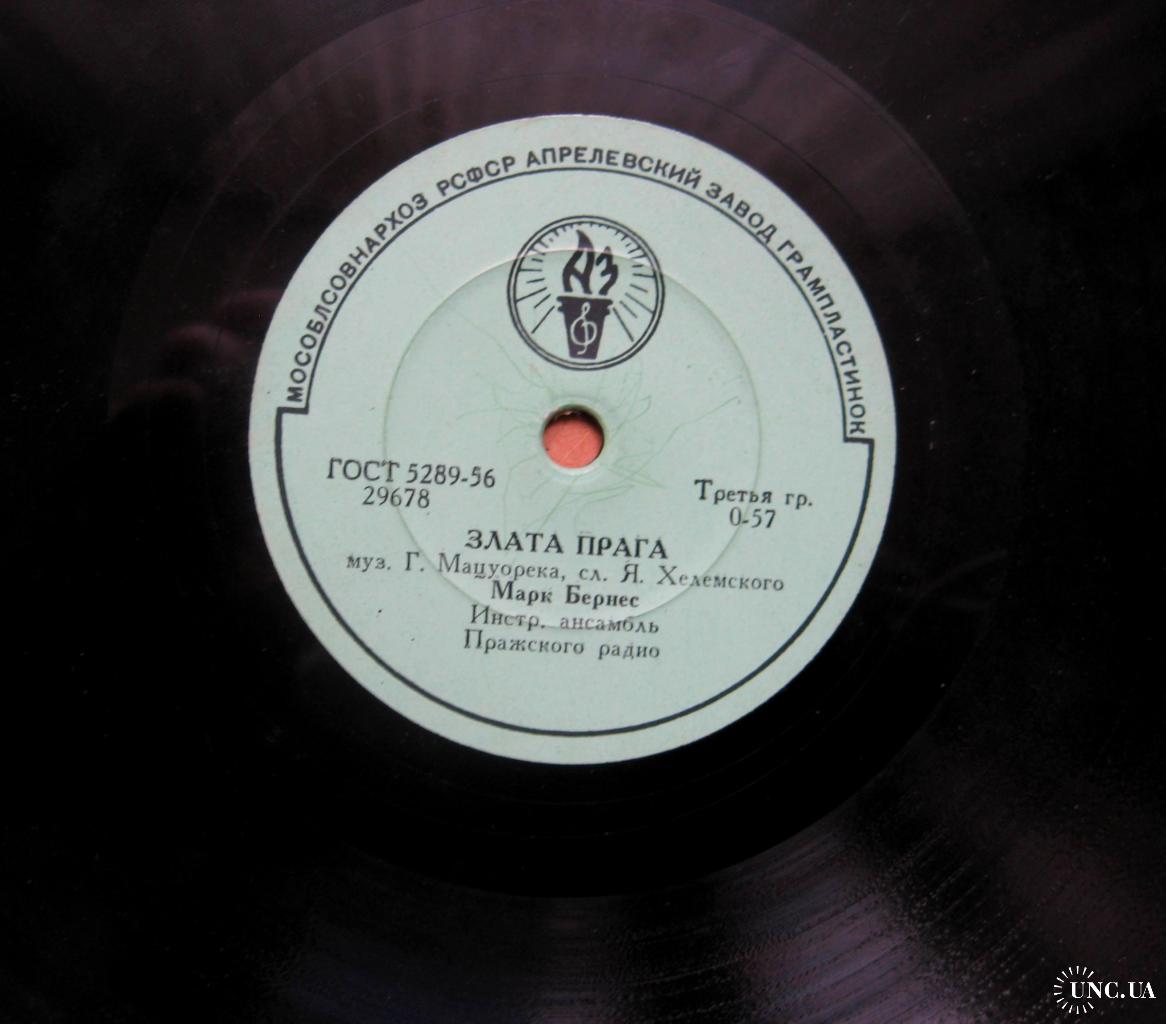 МОСОБЛСОВНАРХОЗ РСФСР АПРЕЛЕВСКИЙ ЗАВОД ГРАМПЛАСТИНОК
АЗ
ГОСТ 5289-56
29678
Третья гр.
0-57
ЗЛАТА ПРАГА
муз. Г. Мацуорека, сл. Я. Хелемского
Марк Бернес
Инстр. ансамбль
Пражского радио
UNC.UA